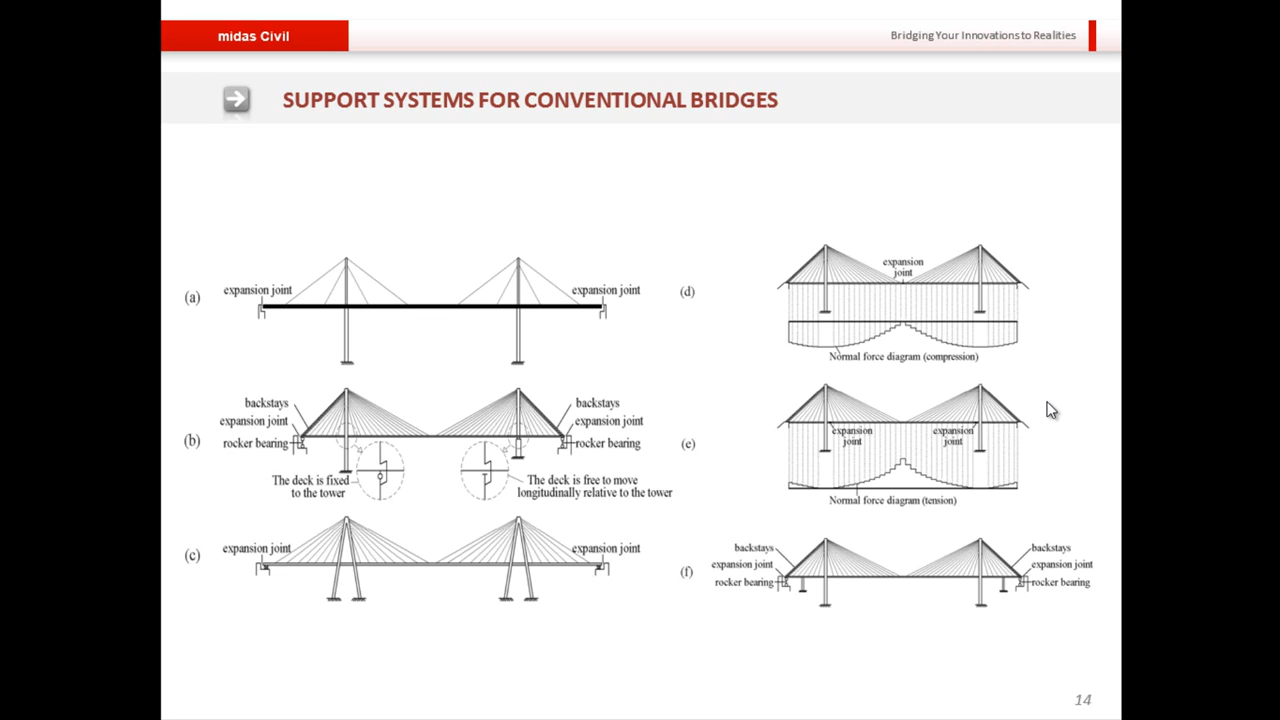 midas Civil
Bridging Your Innovations to Realities
SUPPORT SYSTEMS FOR CONVENTIONAL BRIDGES
(a)
expansion joint
expansion joint
(b)
backstays
expansion joint
rocker bearing
backstays
expansion joint
rocker bearing
The deck is fixed
to the tower
The deck is free to move
longitudinally relative to the tower
(c)
expansion joint
expansion joint
(d)
expansion
joint
Normal force diagram (compression)
(e)
expansion
joint
expansion
joint
Normal force diagram (tension)
(f)
backstays
expansion joint
rocker bearing
backstays
expansion joint
rocker bearing
14